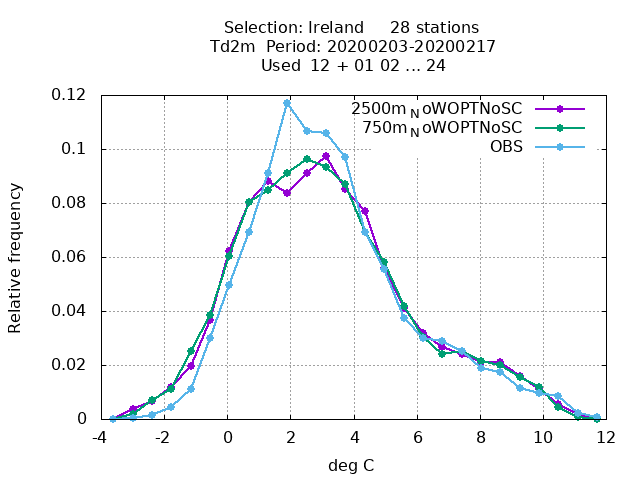 Selection: Ireland     28 stations
Td2m  Period: 20200203-20200217
Used  12 + 01 02 ... 24
2500m_NoWOPTNoSC
750m_NoWOPTNoSC
OBS
Relative frequency
0.12
0.1
0.08
0.06
0.04
0.02
0
-4 -2 0 2 4 6 8 10 12
deg C